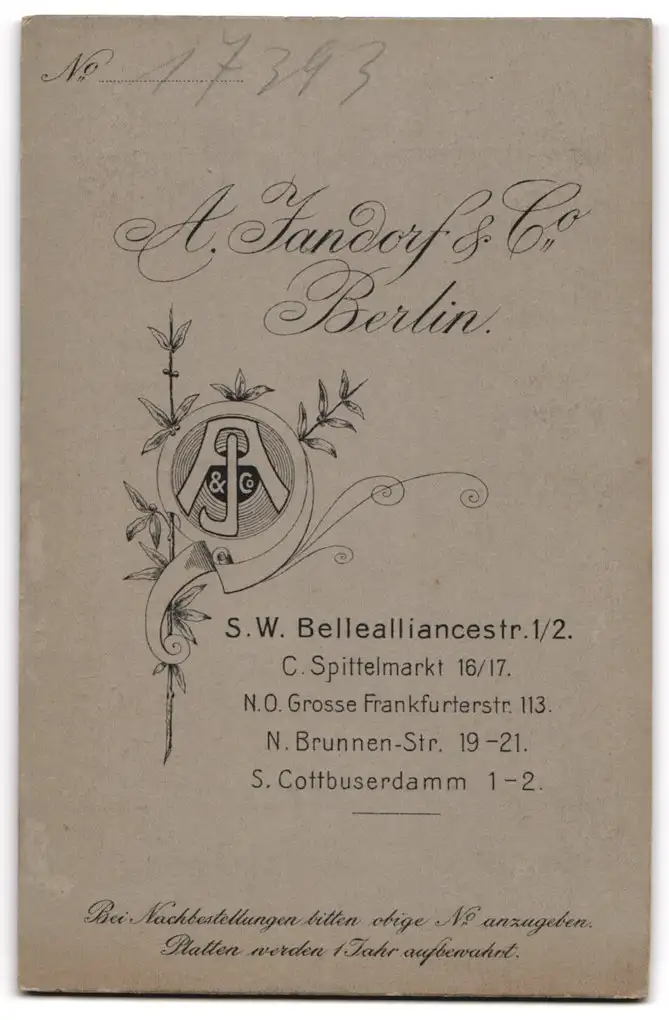 No 17393
A. Jandorf & Co
Berlin.
A J & Co
S.W. Bellealliancestr. 1/2.
C. Spittelmarkt 16/17.
N.O. Grosse Frankfurterstr. 113.
N. Brunnen-Str. 19-21.
S. Cottbuserdamm 1-2.
Bei Nachbestellungen bitten obige No anzugeben.
Platten werden 1 Jahr aufbewahrt.